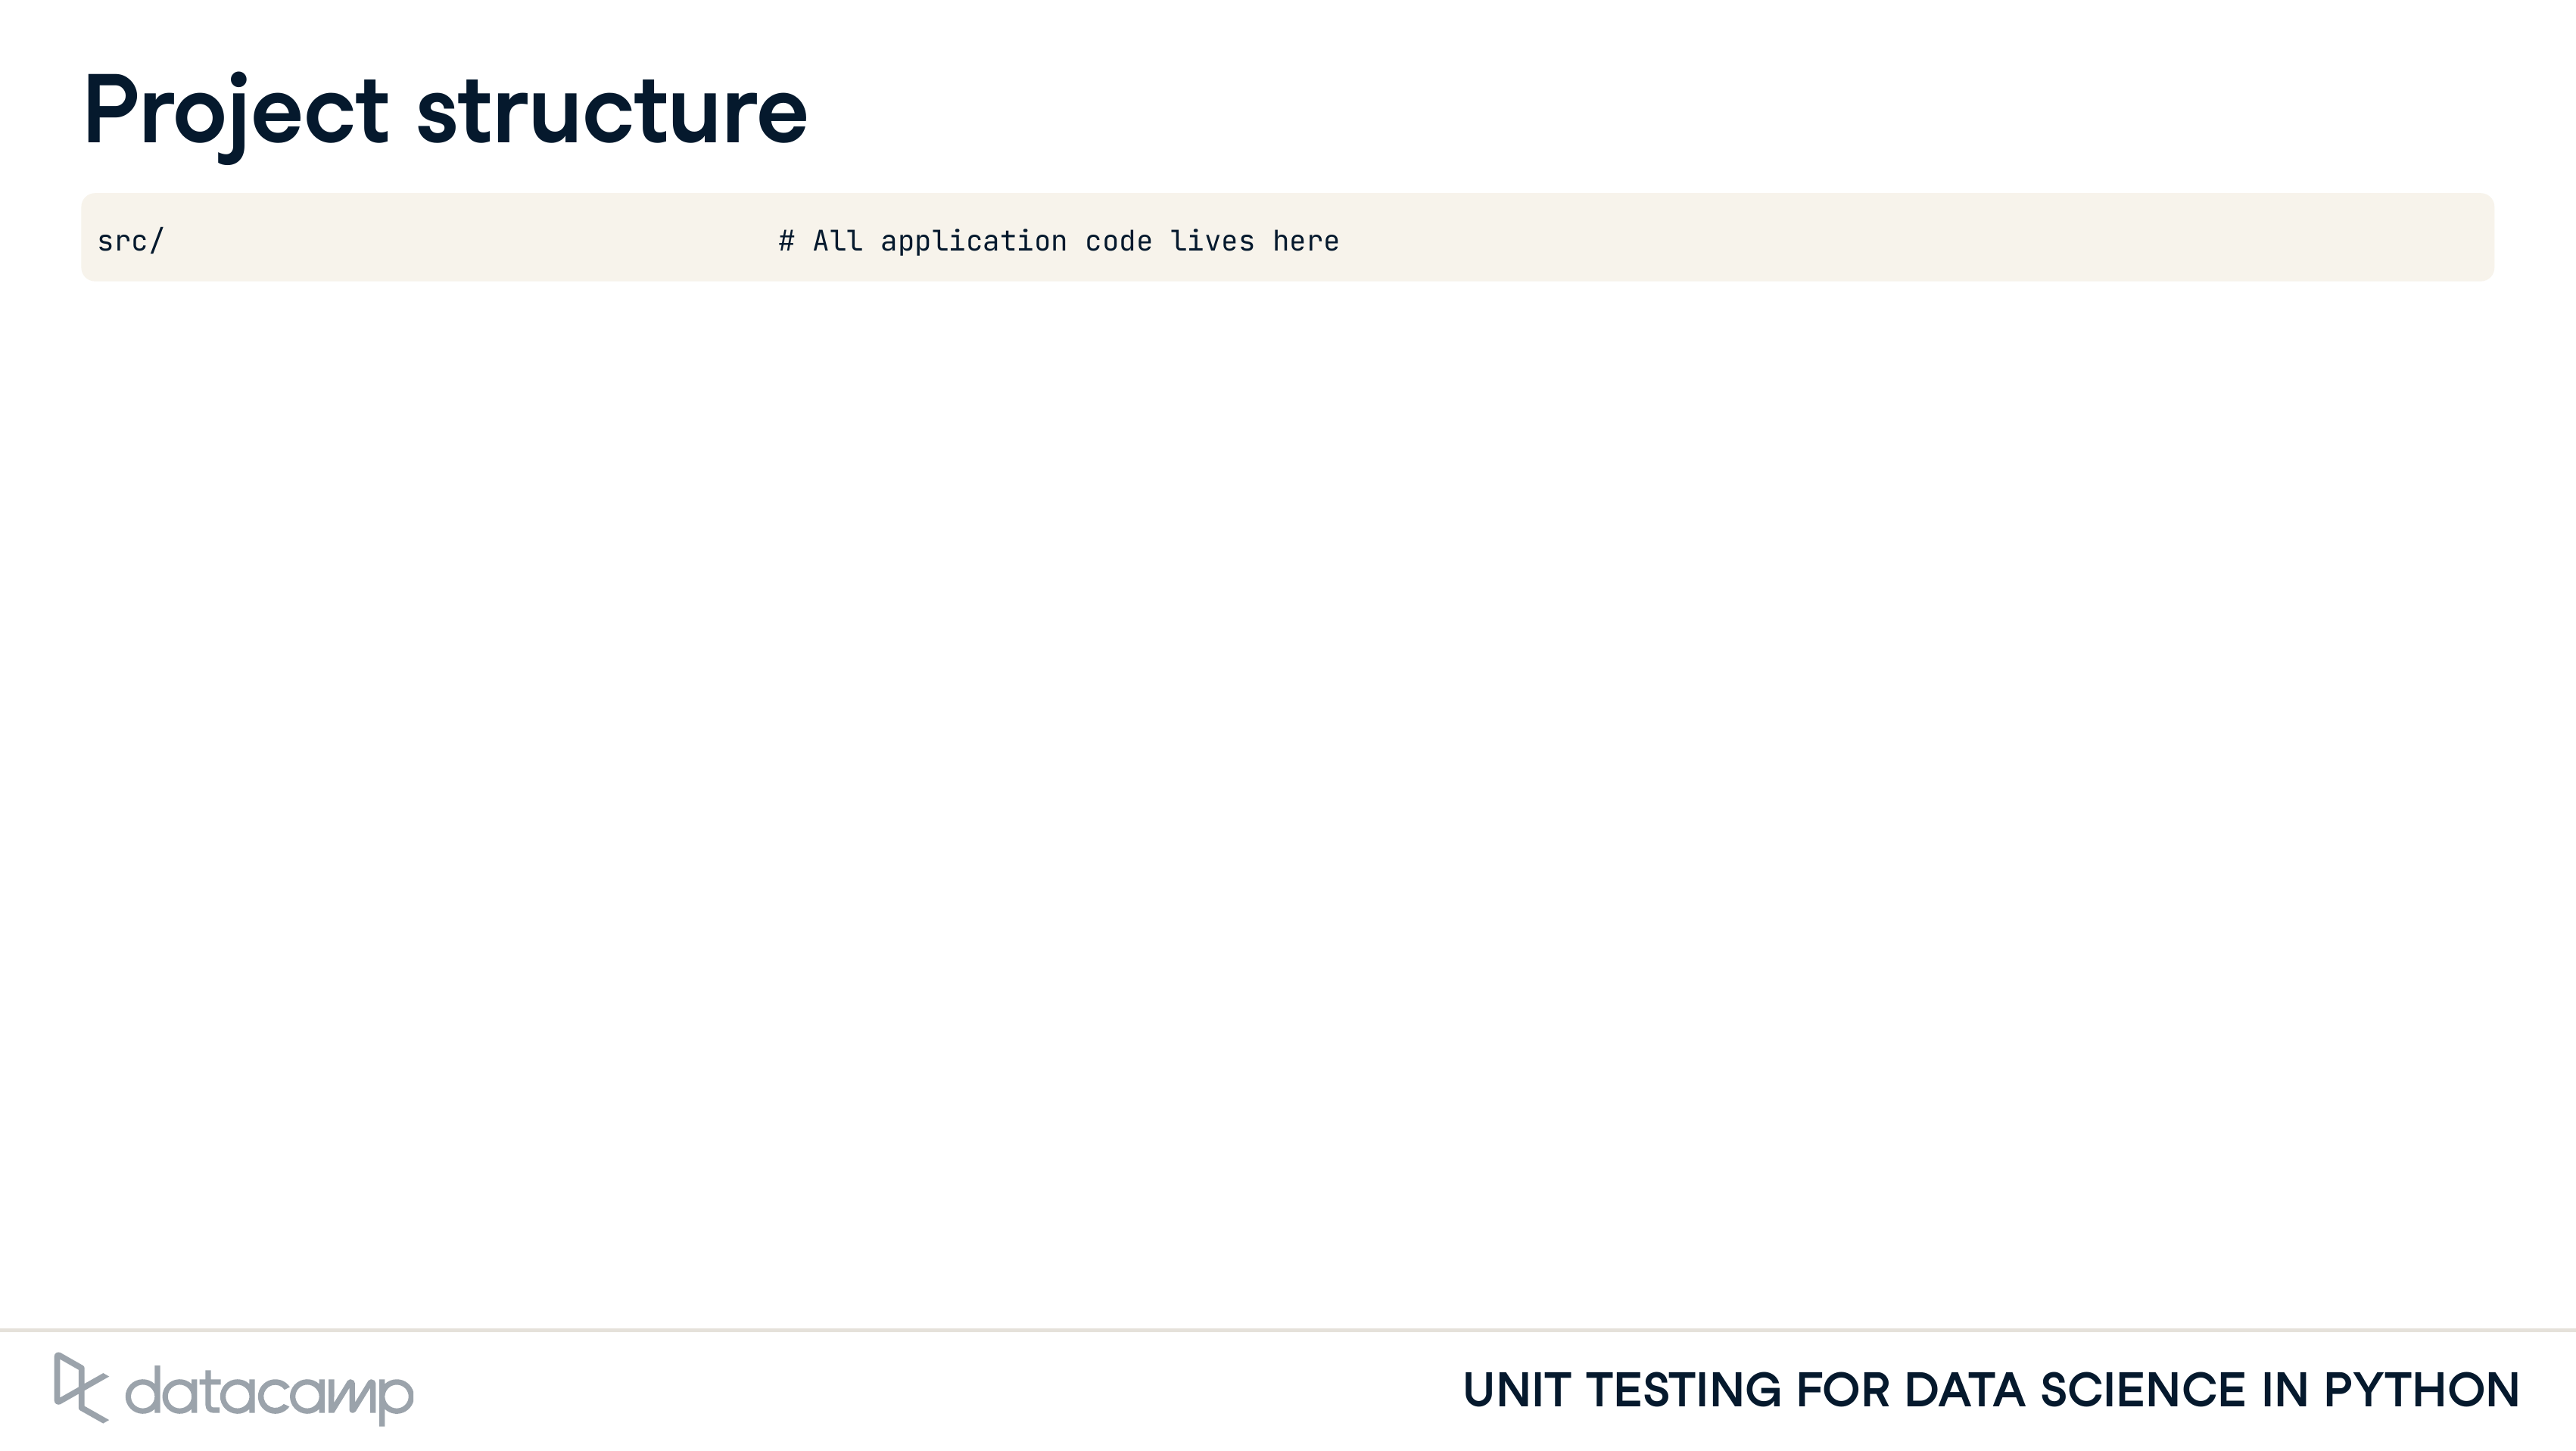 Project structure
src/ # All application code lives here
datacamp
UNIT TESTING FOR DATA SCIENCE IN PYTHON